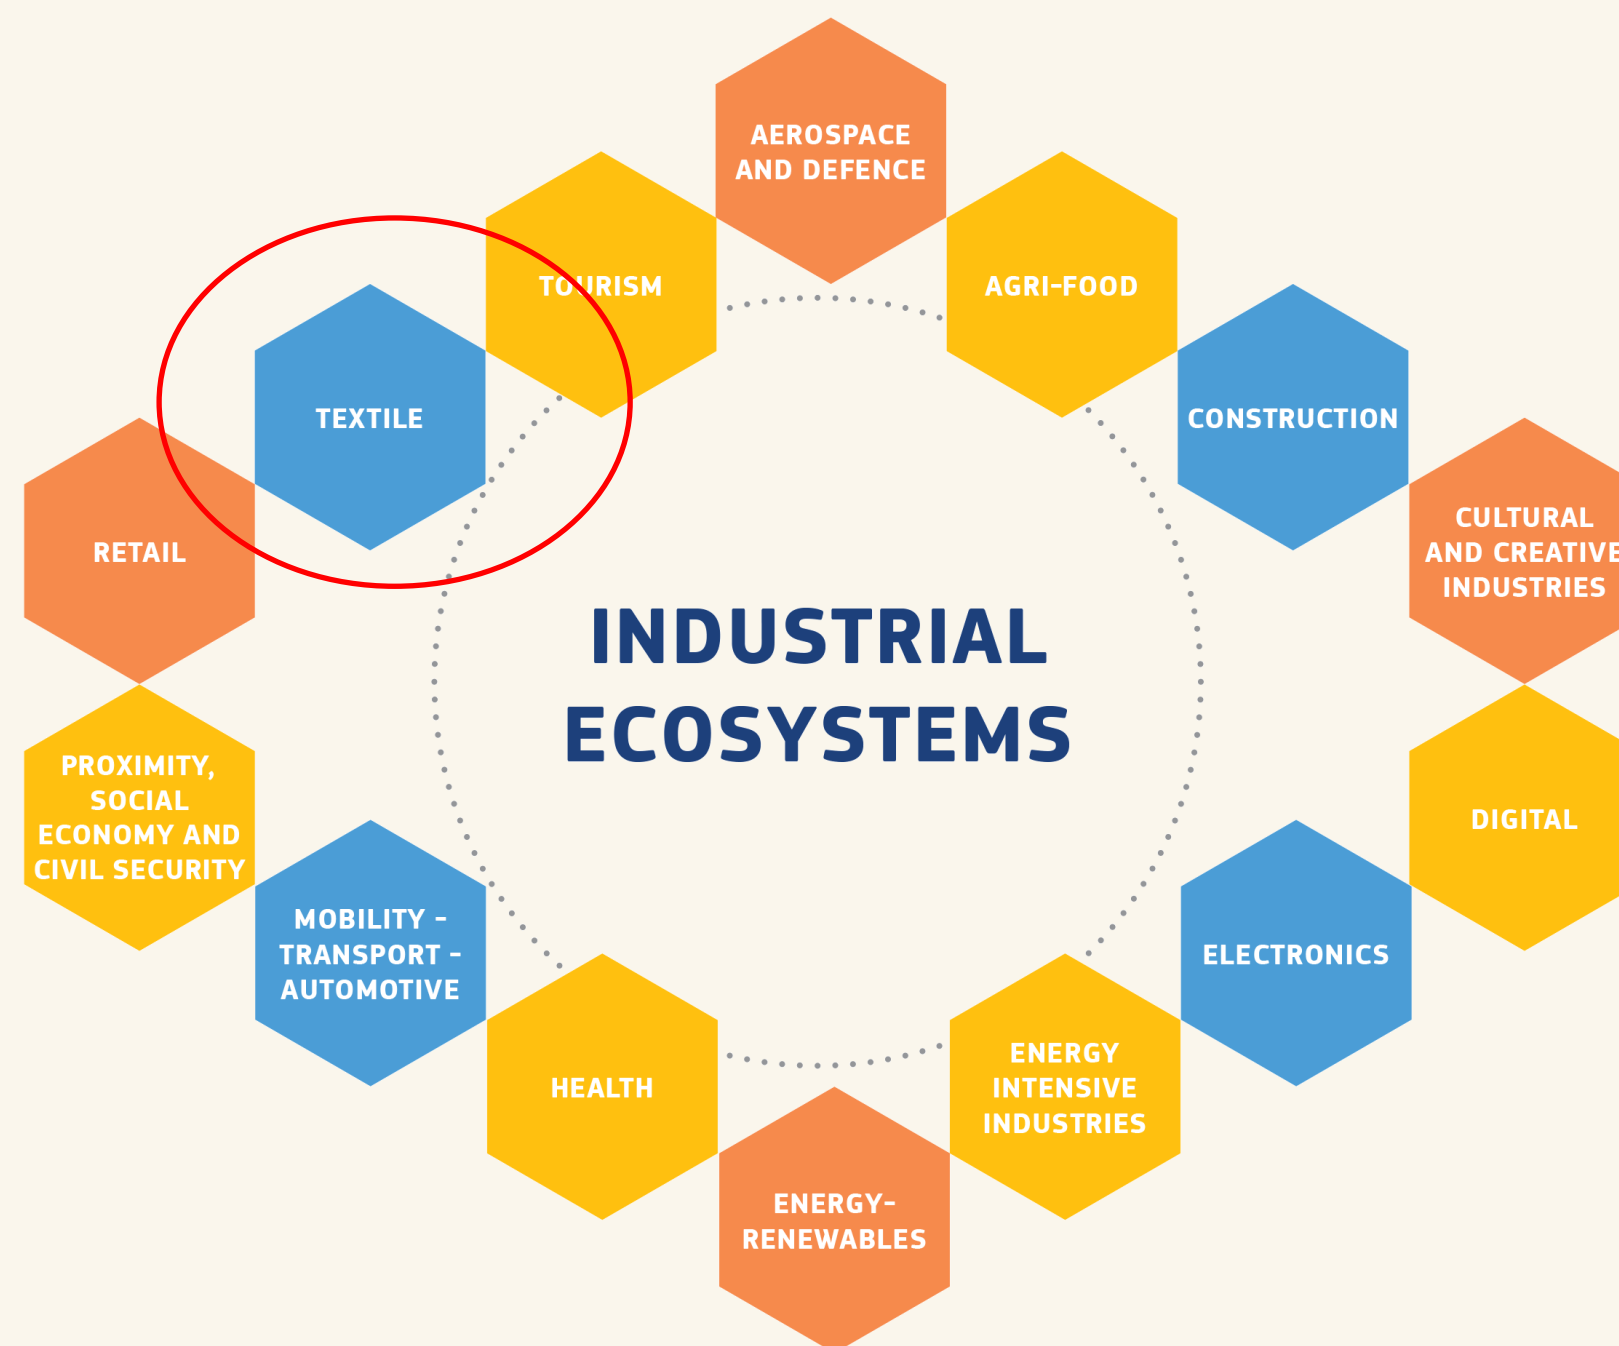 AEROSPACE
AND DEFENCE
TOURISM
AGRI-FOOD
TEXTILE
CONSTRUCTION
RETAIL
CULTURAL
AND CREATIVE
INDUSTRIES
INDUSTRIAL
ECOSYSTEMS
PROXIMITY,
SOCIAL
ECONOMY AND
CIVIL SECURITY
DIGITAL
MOBILITY -
TRANSPORT -
AUTOMOTIVE
ELECTRONICS
HEALTH
ENERGY
INTENSIVE
INDUSTRIES
ENERGY-
RENEWABLES